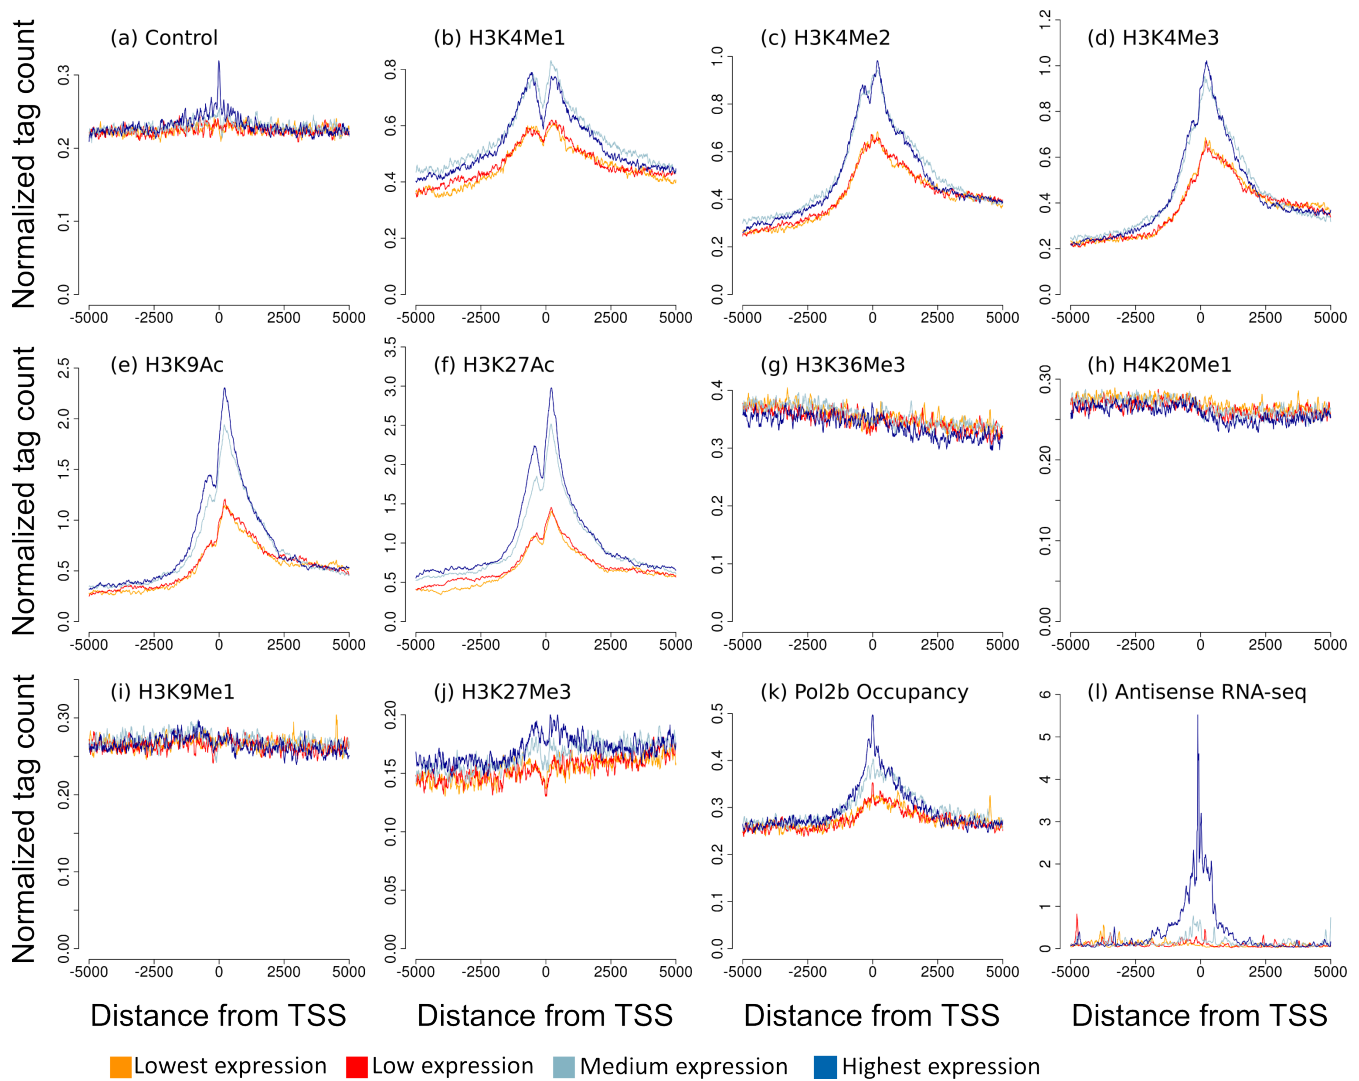 (a) Control
(b) H3K4Me1
(c) H3K4Me2
(d) H3K4Me3
Normalized tag count
0.0 0.1 0.2 0.3
0.0 0.2 0.4 0.6 0.8
0.0 0.2 0.4 0.6 0.8 1.0
0.0 0.2 0.4 0.6 0.8 1.0 1.2
-5000 -2500 0 2500 5000
-5000 -2500 0 2500 5000
-5000 -2500 0 2500 5000
-5000 -2500 0 2500 5000
(e) H3K9Ac
(f) H3K27Ac
(g) H3K36Me3
(h) H4K20Me1
Normalized tag count
0.0 0.5 1.0 1.5 2.0 2.5
0.0 0.5 1.0 1.5 2.0 2.5 3.0 3.5
0.0 0.1 0.2 0.3 0.4
0.00 0.10 0.20 0.30
-5000 -2500 0 2500 5000
-5000 -2500 0 2500 5000
-5000 -2500 0 2500 5000
-5000 -2500 0 2500 5000
(i) H3K9Me1
(j) H3K27Me3
(k) Pol2b Occupancy
(l) Antisense RNA-seq
Normalized tag count
0.00 0.10 0.20 0.30
0.00 0.05 0.10 0.15 0.20
0.0 0.1 0.2 0.3 0.4 0.5
0 1 2 3 4 5 6
-5000 -2500 0 2500 5000
-5000 -2500 0 2500 5000
-5000 -2500 0 2500 5000
-5000 -2500 0 2500 5000
Distance from TSS
Distance from TSS
Distance from TSS
Distance from TSS
Lowest expression
Low expression
Medium expression
Highest expression